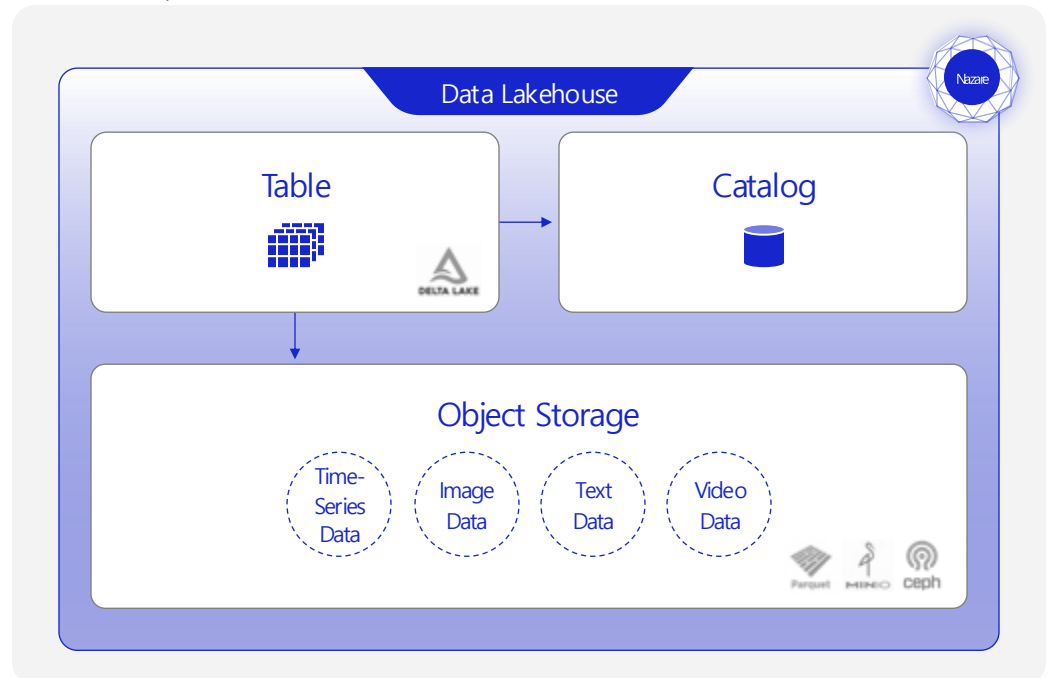 Data Lakehouse
Nazare
Table
Catalog
DELTA LAKE
Object Storage
Time-
Series
Data
Image
Data
Text
Data
Video
Data
Parquet
MINIO
ceph